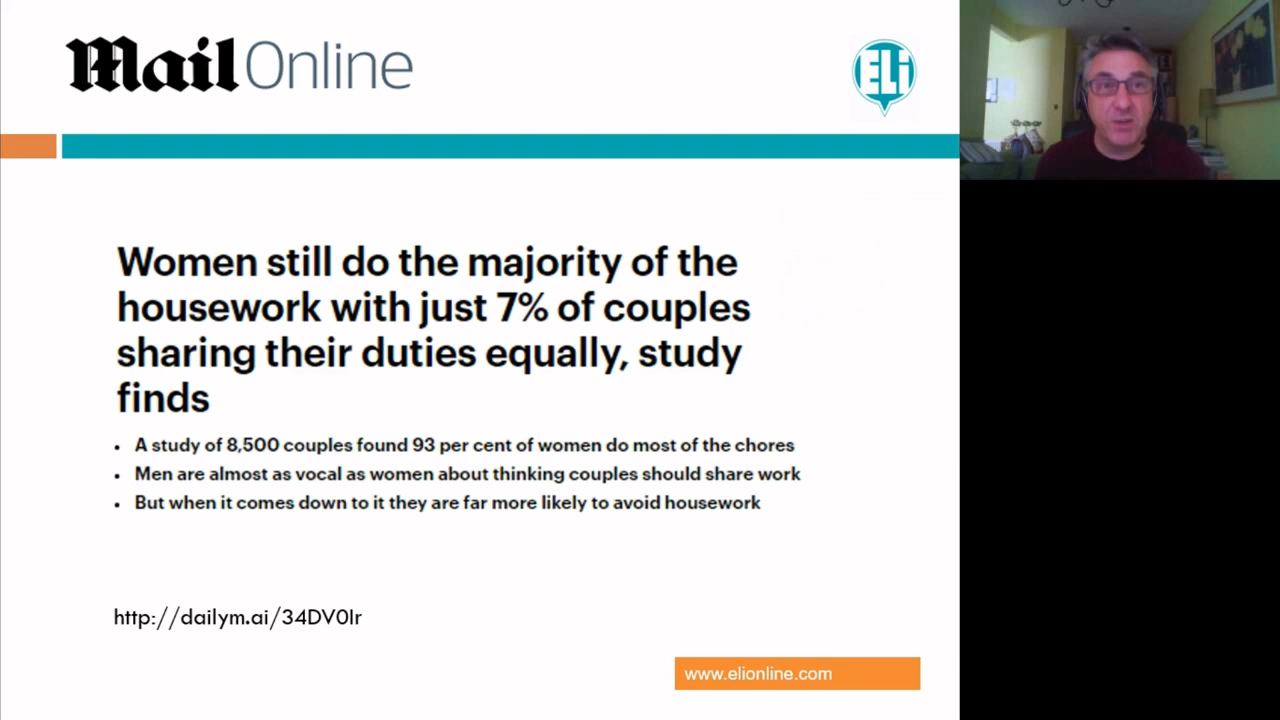 Mail Online
ELi
Women still do the majority of the
housework with just 7% of couples
sharing their duties equally, study
finds
• A study of 8,500 couples found 93 per cent of women do most of the chores
• Men are almost as vocal as women about thinking couples should share work
• But when it comes down to it they are far more likely to avoid housework
http://dailym.ai/34DV0Ir
www.elionline.com